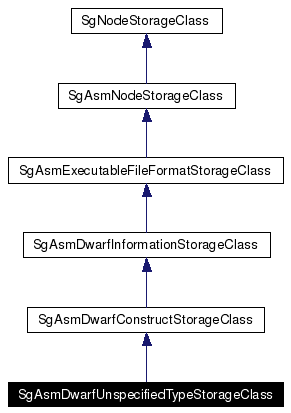 SgNodeStorageClass
SgAsmNodeStorageClass
SgAsmExecutableFileFormatStorageClass
SgAsmDwarfInformationStorageClass
SgAsmDwarfConstructStorageClass
SgAsmDwarfUnspecifiedTypeStorageClass